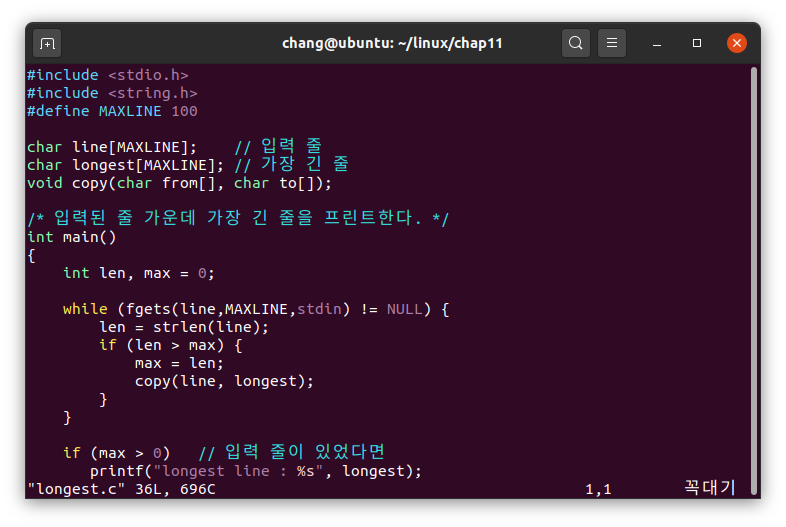 chang@ubuntu: ~/linux/chap11
#include <stdio.h>
#include <string.h>
#define MAXLINE 100

char line[MAXLINE];    // 입력 줄
char longest[MAXLINE]; // 가장 긴 줄
void copy(char from[], char to[]);

/* 입력된 줄 가운데 가장 긴 줄을 프린트한다. */
int main()
{
    int len, max = 0;

    while (fgets(line,MAXLINE,stdin) != NULL) {
        len = strlen(line);
        if (len > max) {
            max = len;
            copy(line, longest);
        }
    }

    if (max > 0)   // 입력 줄이 있었다면
       printf("longest line : %s", longest);
"longest.c" 36L, 696C                                         1,1        꼭대기